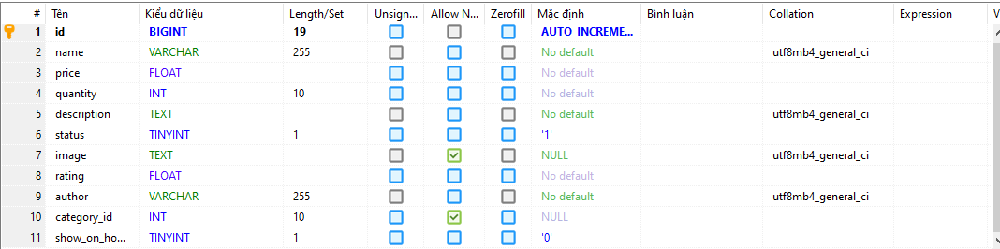 # Tên Kiểu dữ liệu Length/Set Unsign... Allow N... Zerofill Mặc định Bình luận Collation Expression V
1 id BIGINT 19 AUTO_INCREME...
2 name VARCHAR 255 No default utf8mb4_general_ci
3 price FLOAT No default
4 quantity INT 10 No default
5 description TEXT No default utf8mb4_general_ci
6 status TINYINT 1 '1'
7 image TEXT NULL utf8mb4_general_ci
8 rating FLOAT No default
9 author VARCHAR 255 No default utf8mb4_general_ci
10 category_id INT 10 NULL
11 show_on_ho... TINYINT 1 '0'